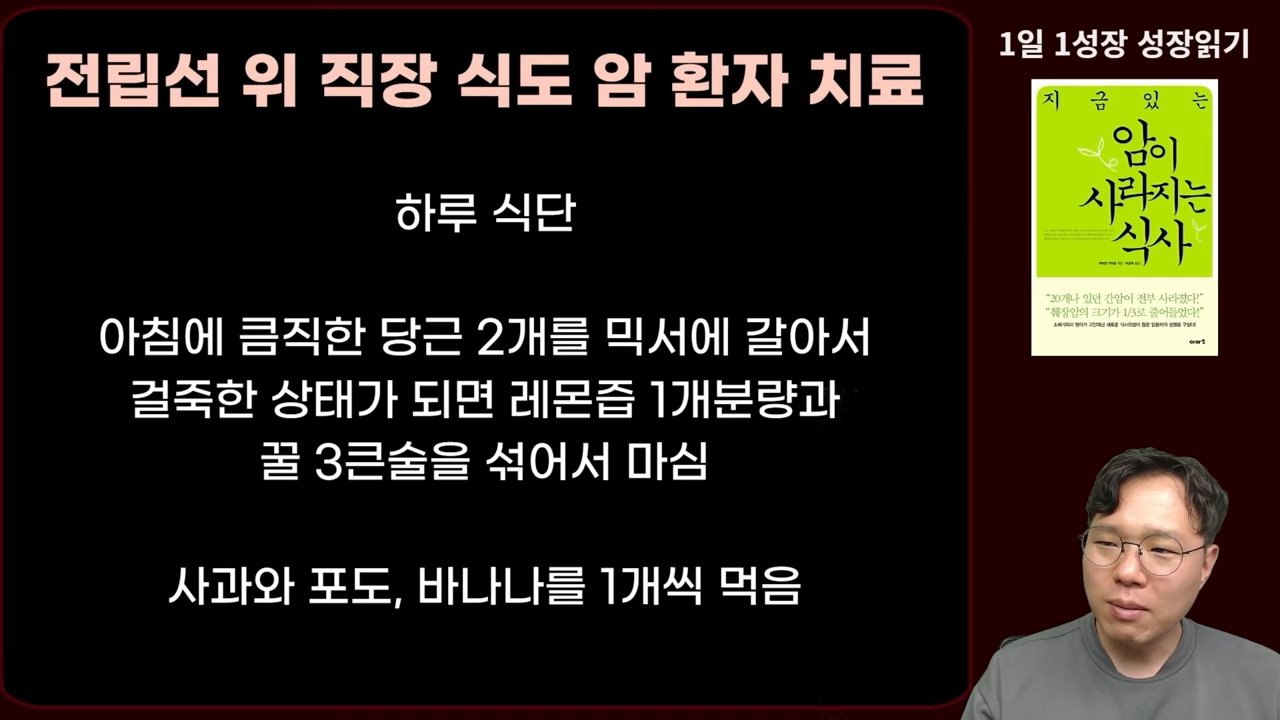 전립선 위 직장 식도 암 환자 치료
하루 식단
아침에 큼직한 당근 2개를 믹서에 갈아서
걸죽한 상태가 되면 레몬즙 1개분량과
꿀 3큰술을 섞어서 마심
사과와 포도, 바나나를 1개씩 먹음
1일 1성장 성장읽기
지금있는
암이
사라지는
식사
“20개나 있던 간암이 전부 사라졌다!”
“췌장암의 크기가 1/3로 줄어들었다!”